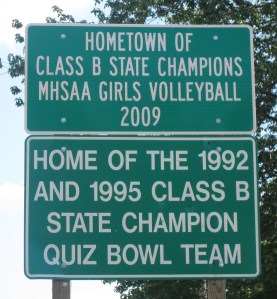 HOMETOWN OF
CLASS B STATE CHAMPIONS
MHSAA GIRLS VOLLEYBALL
2009
HOME OF THE 1992
AND 1995 CLASS B
STATE CHAMPION
QUIZ BOWL TEAM